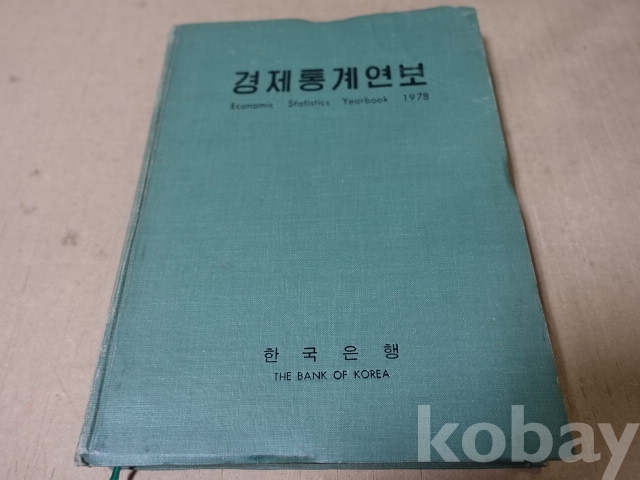 경제통계연보
Economic Statistics Yearbook 1978
한국은행
THE BANK OF KOREA
kobay